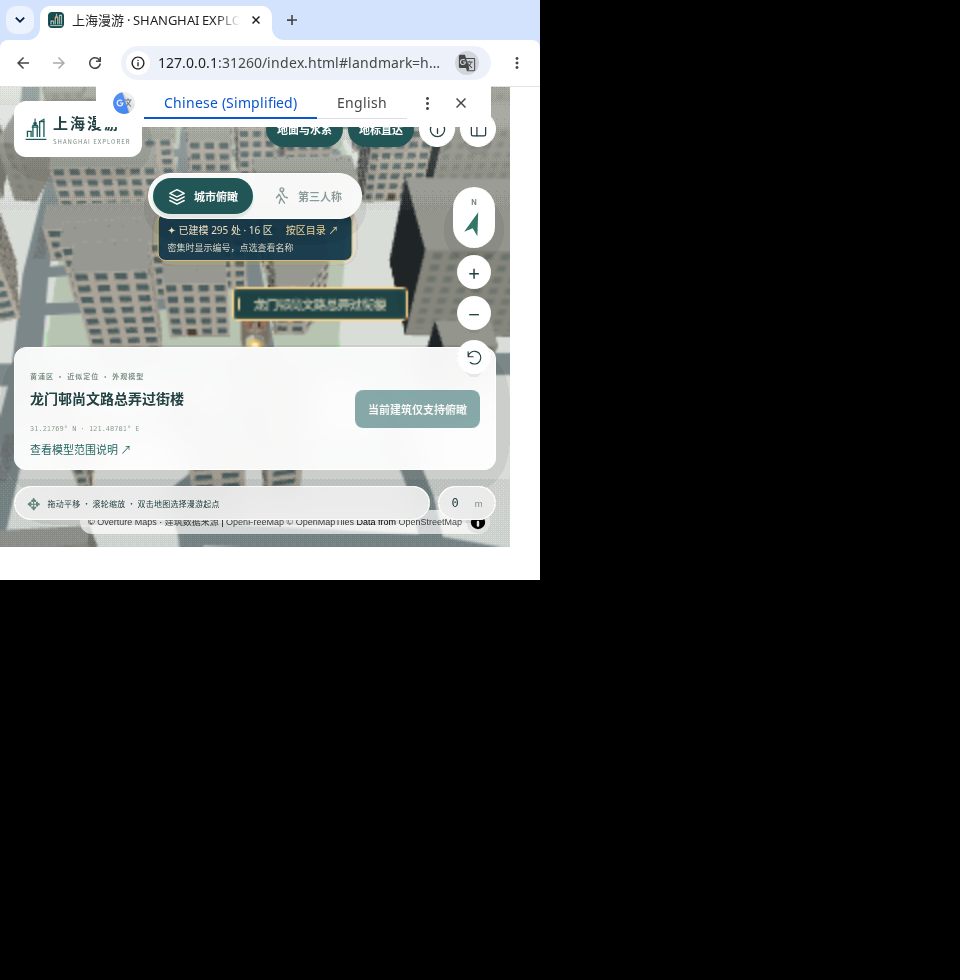 上海漫游 · SHANGHAI EXPLO
127.0.0.1:31260/index.html#landmark=h...
Chinese (Simplified)
English
上海漫游
SHANGHAI EXPLORER
地面与水系
地标直达
城市俯瞰
第三人称
N
✦ 已建模 295 处 · 16 区 按区目录 ↗
密集时显示编号，点选查看名称
龙门邨尚文路总弄过街楼
黄浦区 · 近似定位 · 外观模型
龙门邨尚文路总弄过街楼
当前建筑仅支持俯瞰
31.21769° N · 121.48701° E
查看模型范围说明 ↗
拖动平移 · 滚轮缩放 · 双击地图选择漫游起点
0 m
© Overture Maps · 建筑数据来源 | OpenFreeMap © OpenMapTiles Data from OpenStreetMap